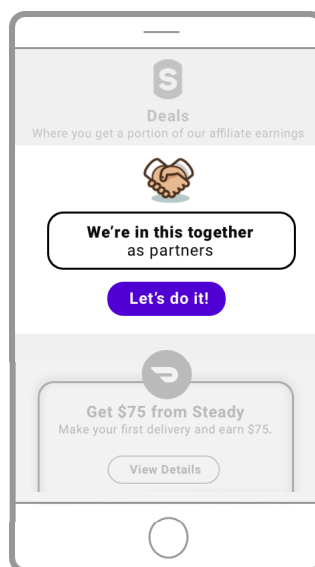 S
Deals
Where you get a portion of our affiliate earnings
We're in this together
as partners
Let's do it!
Get $75 from Steady
Make your first delivery and earn $75.
View Details